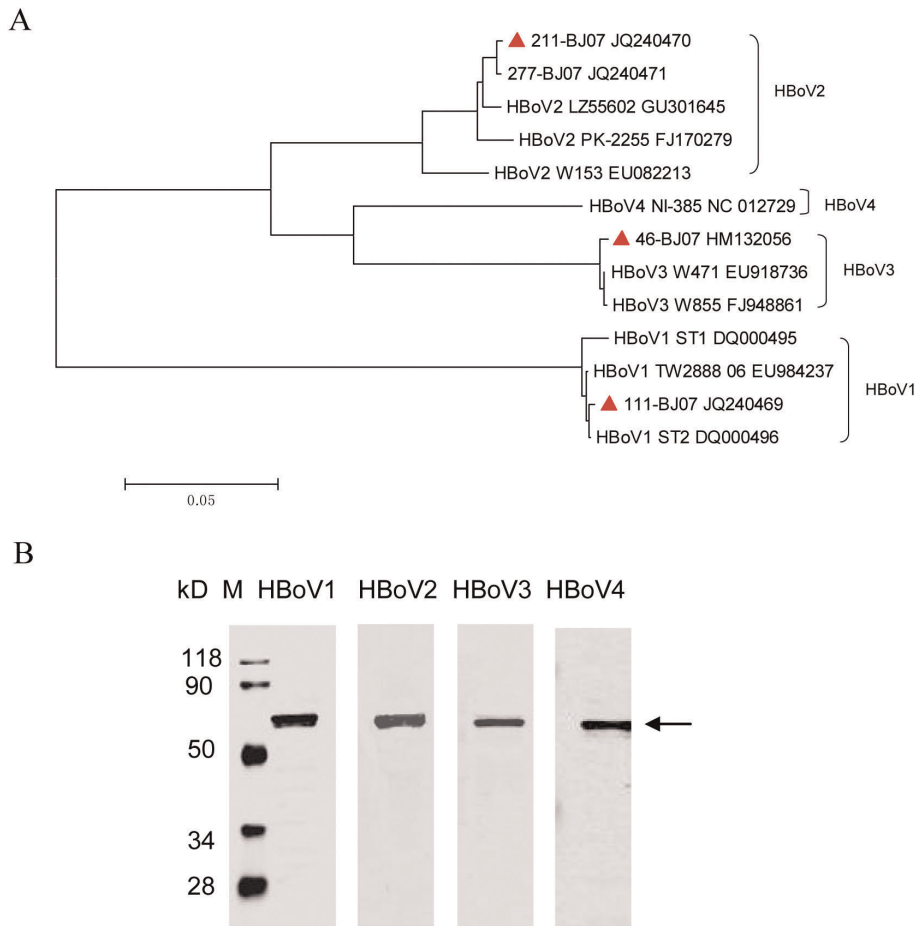 A
211-BJ07 JQ240470
277-BJ07 JQ240471
HBoV2 LZ55602 GU301645
HBoV2 PK-2255 FJ170279
HBoV2 W153 EU082213
HBoV2
HBoV4 NI-385 NC 012729
HBoV4
46-BJ07 HM132056
HBoV3 W471 EU918736
HBoV3 W855 FJ948861
HBoV3
HBoV1 ST1 DQ000495
HBoV1 TW2888 06 EU984237
111-BJ07 JQ240469
HBoV1 ST2 DQ000496
HBoV1
0.05
B
kD M HBoV1 HBoV2 HBoV3 HBoV4
118
90
50
34
28